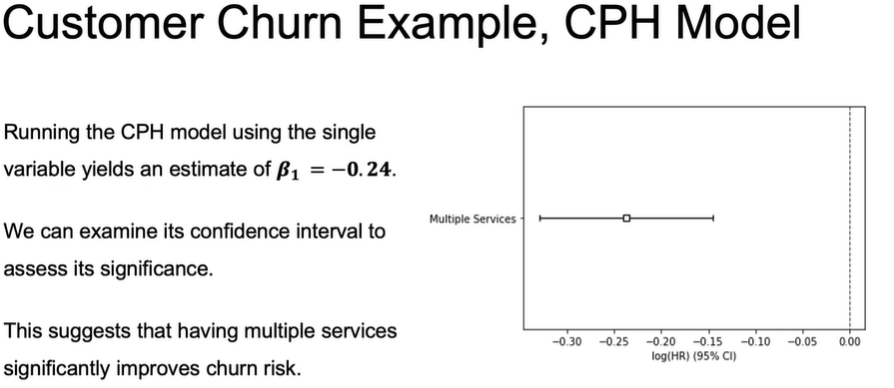 Customer Churn Example, CPH Model
Running the CPH model using the single
variable yields an estimate of β₁ = −0.24.
We can examine its confidence interval to
assess its significance.
This suggests that having multiple services
significantly improves churn risk.
Multiple Services
−0.30 −0.25 −0.20 −0.15 −0.10 −0.05 0.00
log(HR) (95% CI)